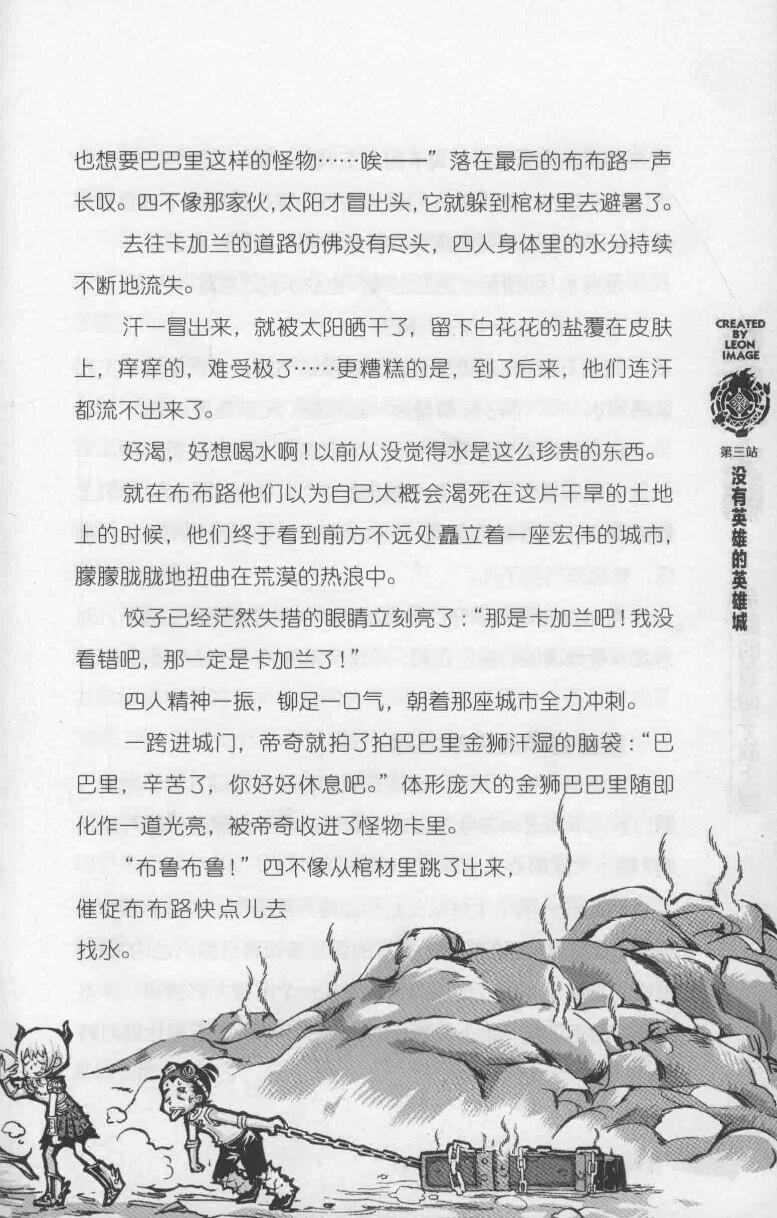 也想要巴巴里这样的怪物……唉——”落在最后的布布路一声
长叹。四不像那家伙，太阳才冒出头，它就躲到棺材里去避暑了。
去往卡加兰的道路仿佛没有尽头，四人身体里的水分持续
不断地流失。
汗一冒出来，就被太阳晒干了，留下白花花的盐覆在皮肤
上，痒痒的，难受极了……更糟糕的是，到了后来，他们连汗
都流不出来了。
好渴，好想喝水啊！以前从没觉得水是这么珍贵的东西。
就在布布路他们以为自己大概会渴死在这片干旱的土地
上的时候，他们终于看到前方不远处矗立着一座宏伟的城市，
朦朦胧胧地扭曲在荒漠的热浪中。
饺子已经茫然失措的眼睛立刻亮了：“那是卡加兰吧！我没
看错吧，那一定是卡加兰了！”
四人精神一振，铆足一口气，朝着那座城市全力冲刺。
一跨进城门，帝奇就拍了拍巴巴里金狮汗湿的脑袋：“巴
巴里，辛苦了，你好好休息吧。”体形庞大的金狮巴巴里随即
化作一道光亮，被帝奇收进了怪物卡里。
“布鲁布鲁！”四不像从棺材里跳了出来，
催促布布路快点儿去
找水。
CREATED
BY
LEON
IMAGE
第三站
没有英雄的英雄城